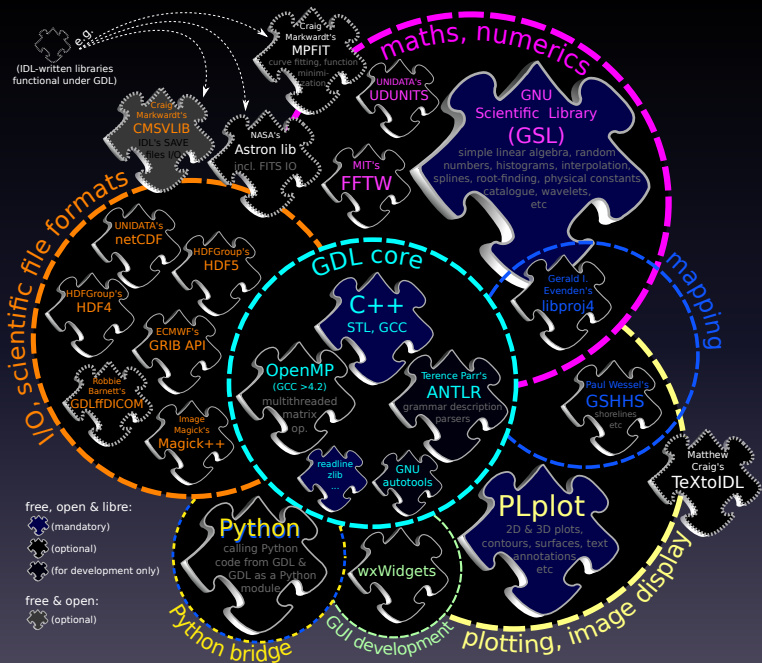 e.g.
(IDL-written libraries
functional under GDL)
Craig
Markwardt's
MPFIT
curve fitting, function
minimi-
zation
maths, numerics
UNIDATA's
UDUNITS
GNU
Scientific Library
(GSL)
simple linear algebra, random
numbers, histograms, interpolation,
splines, root-finding, physical constants
catalogue, wavelets,
etc
Craig
Markwardt's
CMSVLIB
IDL's SAVE
files I/O
NASA's
Astron lib
incl. FITS IO
MIT's
FFTW
I/O, scientific file formats
UNIDATA's
netCDF
HDFGroup's
HDF5
HDFGroup's
HDF4
ECMWF's
GRIB API
Robbie
Barnett's
GDLffDICOM
Image
Magick's
Magick++
GDL core
C++
STL, GCC
OpenMP
(GCC >4.2)
multithreaded
matrix
op.
Terence Parr's
ANTLR
grammar description
parsers
readline
zlib
...
GNU
autotools
mapping
Gerald I.
Evenden's
libproj4
Paul Wessel's
GSHHS
shorelines
etc
Matthew
Craig's
TeXtoIDL
PLplot
2D & 3D plots,
contours, surfaces, text
annotations
etc
plotting, image display
Python
calling Python
code from GDL &
GDL as a Python
module
Python bridge
wxWidgets
GUI development
free, open & libre:
(mandatory)
(optional)
(for development only)
free & open:
(optional)